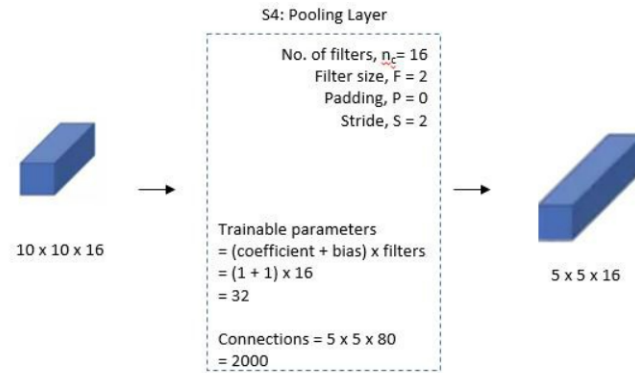 S4: Pooling Layer
No. of filters, nc= 16
Filter size, F = 2
Padding, P = 0
Stride, S = 2
10 x 10 x 16
Trainable parameters
= (coefficient + bias) x filters
= (1 + 1) x 16
= 32
Connections = 5 x 5 x 80
= 2000
5 x 5 x 16